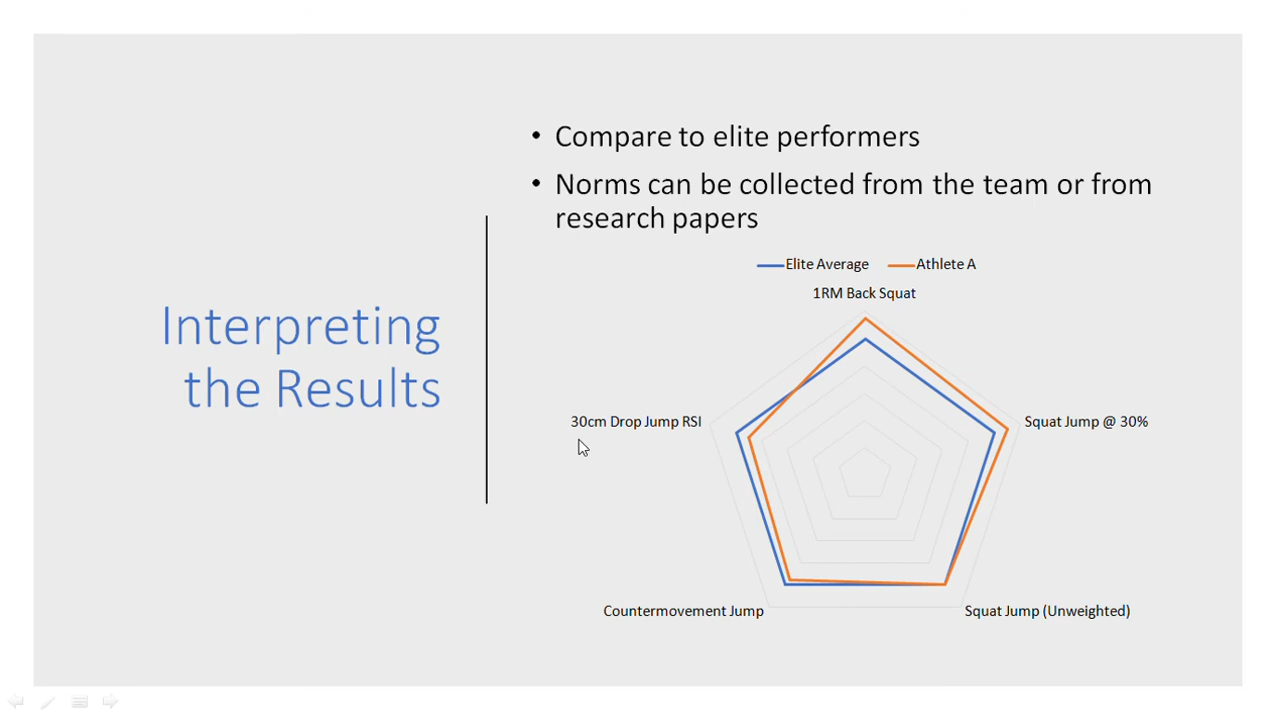 Interpreting
the Results
• Compare to elite performers
• Norms can be collected from the team or from
research papers
Elite Average
Athlete A
1RM Back Squat
30cm Drop Jump RSI
Squat Jump @ 30%
Countermovement Jump
Squat Jump (Unweighted)